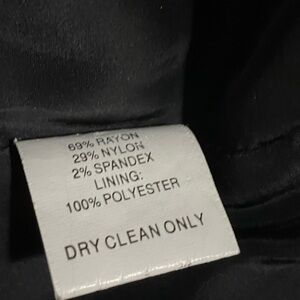 69% RAYON
29% NYLON
2% SPANDEX
LINING:
100% POLYESTER
DRY CLEAN ONLY